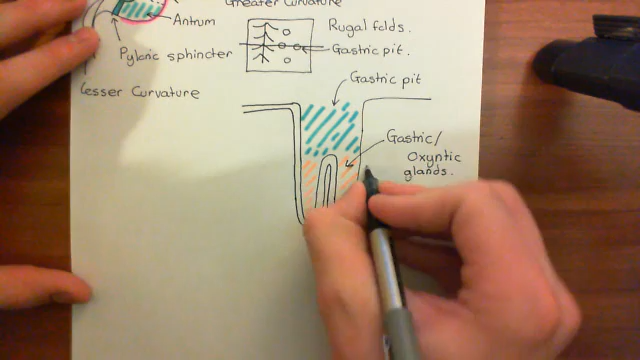 Greater Curvature
Antrum
Rugal folds.
Pyloric sphincter
Gastric pit.
Lesser Curvature
Gastric pit
Gastric/
Oxyntic
glands.